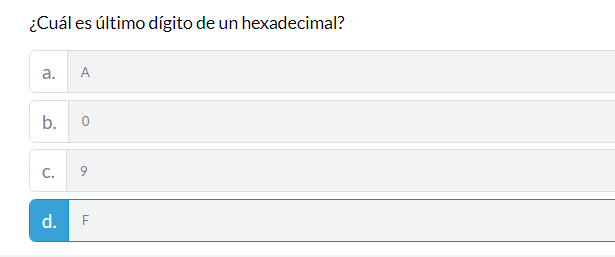 ¿Cuál es último dígito de un hexadecimal?
a. A
b. 0
c. 9
d. F